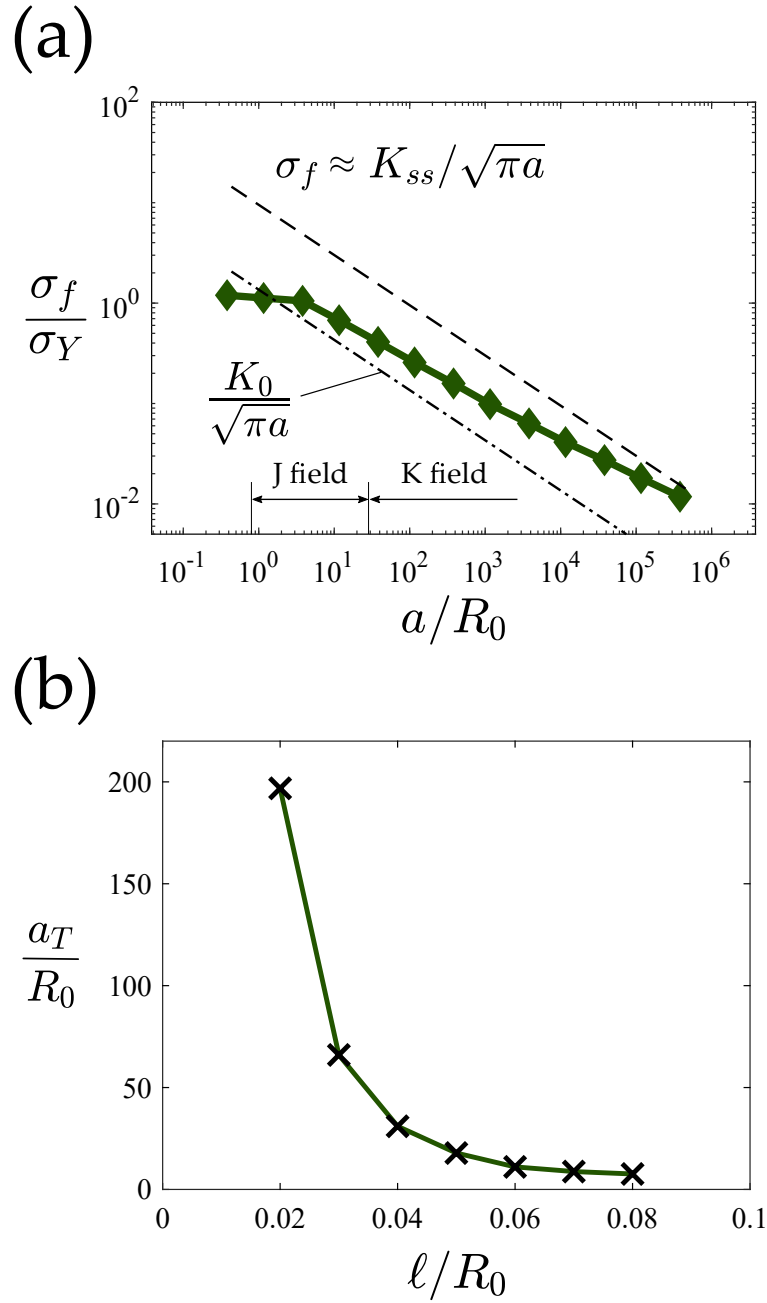 (a)
10^2
10^0
10^-2
σ_f / σ_Y
σ_f ≈ K_ss/√(πa)
K_0 / √(πa)
J field
K field
10^-1 10^0 10^1 10^2 10^3 10^4 10^5 10^6
a/R_0
(b)
200
150
100
50
0
a_T / R_0
0 0.02 0.04 0.06 0.08 0.1
ℓ/R_0